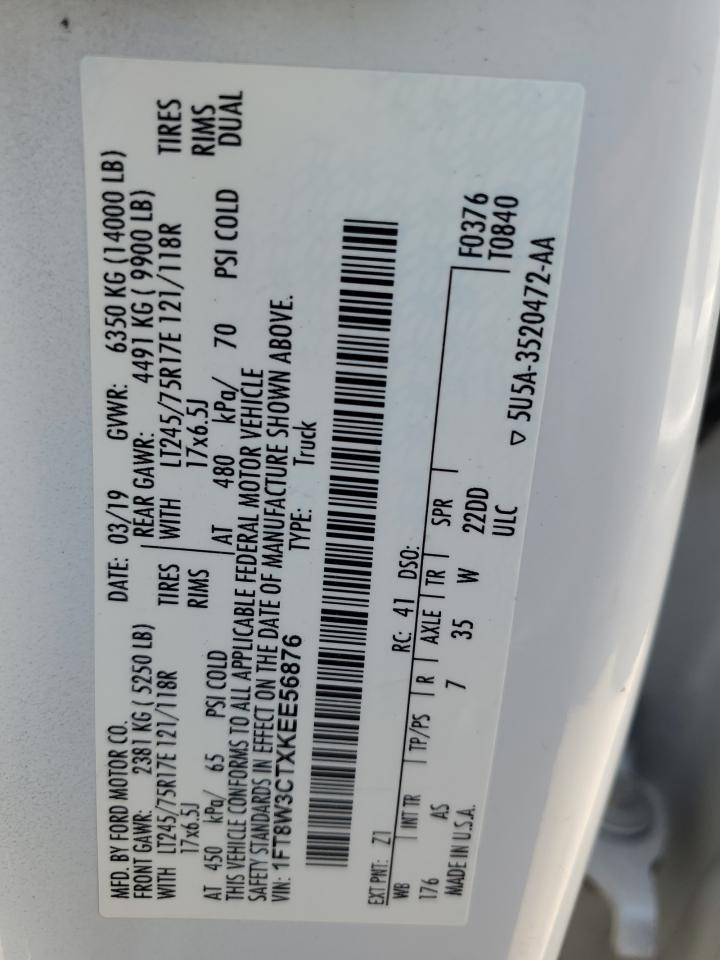 MFD. BY FORD MOTOR CO. DATE: 03/19 GVWR: 6350 KG (14000 LB)
FRONT GAWR: 2381 KG ( 5250 LB) REAR GAWR: 4491 KG ( 9900 LB)
WITH LT245/75R17E 121/118R TIRES WITH LT245/75R17E 121/118R TIRES
17x6.5J RIMS 17x6.5J RIMS
AT 450 kPa/ 65 PSI COLD AT 480 kPa/ 70 PSI COLD DUAL
THIS VEHICLE CONFORMS TO ALL APPLICABLE FEDERAL MOTOR VEHICLE
SAFETY STANDARDS IN EFFECT ON THE DATE OF MANUFACTURE SHOWN ABOVE.
VIN: 1FT8W3CTXKEE56876 TYPE: Truck
EXT PNT: Z1 RC: 41 DSO:
WB INT TR TP/PS R AXLE TR SPR F0376
176 AS 7 35 W 22DD T0840
MADE IN U.S.A. ULC ▽ 5U5A-3520472-AA